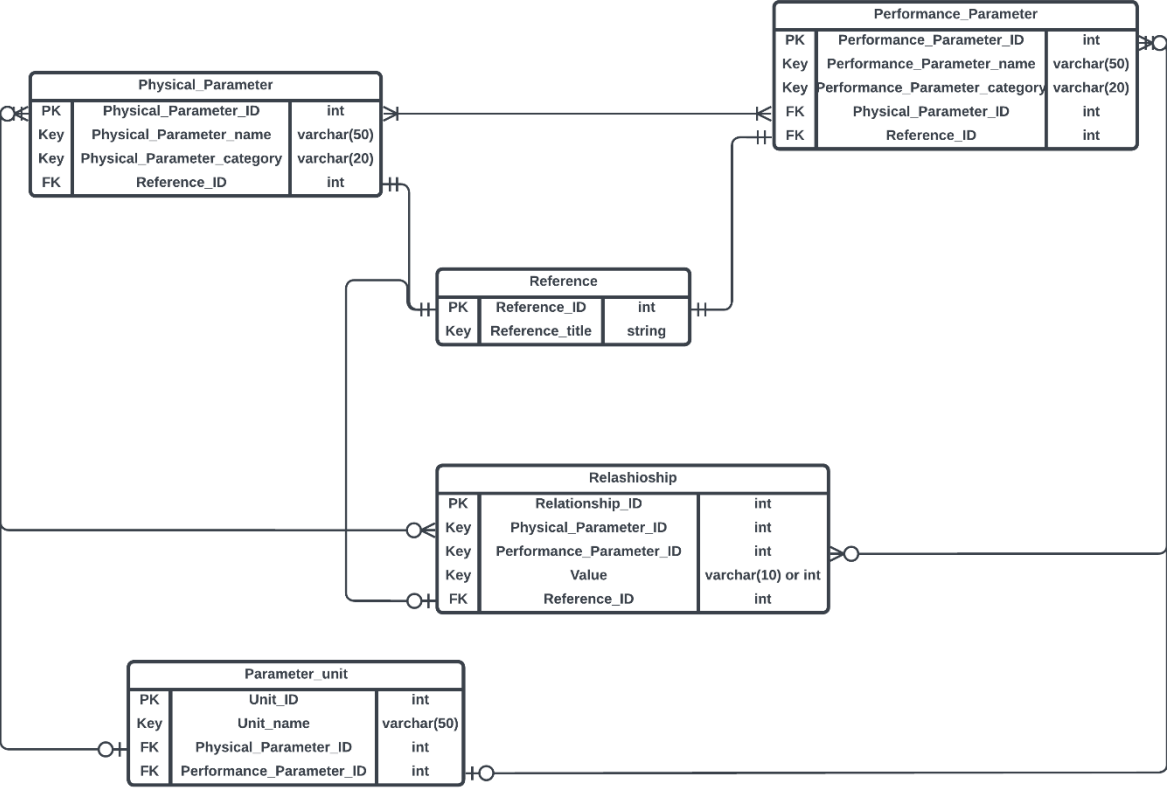 Performance_Parameter
PK Performance_Parameter_ID int
Key Performance_Parameter_name varchar(50)
Key Performance_Parameter_category varchar(20)
FK Physical_Parameter_ID int
FK Reference_ID int
Physical_Parameter
PK Physical_Parameter_ID int
Key Physical_Parameter_name varchar(50)
Key Physical_Parameter_category varchar(20)
FK Reference_ID int
Reference
PK Reference_ID int
Key Reference_title string
Relashioship
PK Relationship_ID int
Key Physical_Parameter_ID int
Key Performance_Parameter_ID int
Key Value varchar(10) or int
FK Reference_ID int
Parameter_unit
PK Unit_ID int
Key Unit_name varchar(50)
FK Physical_Parameter_ID int
FK Performance_Parameter_ID int